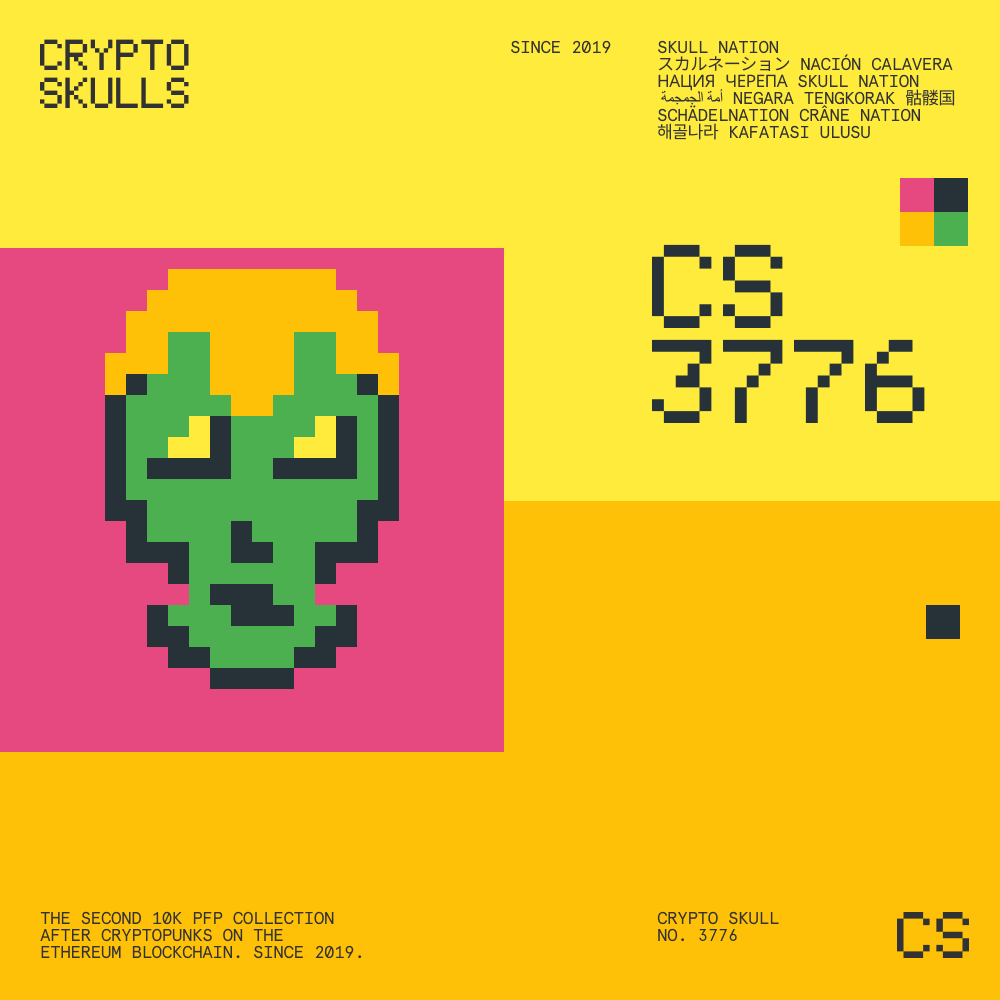 CRYPTO
SKULLS
SINCE 2019
SKULL NATION
スカルネーション NACIÓN CALAVERA
НАЦИЯ ЧЕРЕПА SKULL NATION
أمة الجمجمة NEGARA TENGKORAK 骷髅国
SCHÄDELNATION CRÂNE NATION
해골나라 KAFATASI ULUSU
CS
3776
THE SECOND 10K PFP COLLECTION
AFTER CRYPTOPUNKS ON THE
ETHEREUM BLOCKCHAIN. SINCE 2019.
CRYPTO SKULL
NO. 3776
CS